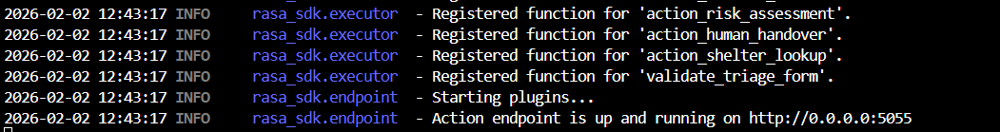 2026-02-02 12:43:17 INFO rasa_sdk.executor - Registered function for 'action_risk_assessment'.
2026-02-02 12:43:17 INFO rasa_sdk.executor - Registered function for 'action_human_handover'.
2026-02-02 12:43:17 INFO rasa_sdk.executor - Registered function for 'action_shelter_lookup'.
2026-02-02 12:43:17 INFO rasa_sdk.executor - Registered function for 'validate_triage_form'.
2026-02-02 12:43:17 INFO rasa_sdk.endpoint - Starting plugins...
2026-02-02 12:43:17 INFO rasa_sdk.endpoint - Action endpoint is up and running on http://0.0.0.0:5055